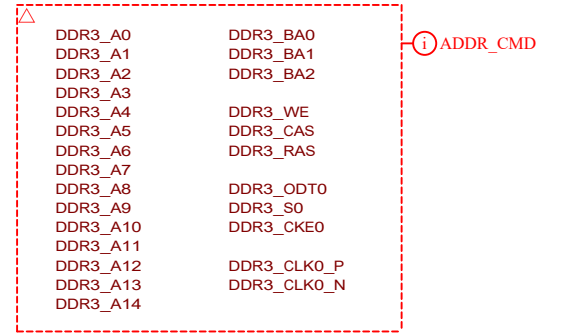 DDR3_A0 DDR3_BA0
DDR3_A1 DDR3_BA1
DDR3_A2 DDR3_BA2
DDR3_A3
DDR3_A4 DDR3_WE
DDR3_A5 DDR3_CAS
DDR3_A6 DDR3_RAS
DDR3_A7
DDR3_A8 DDR3_ODT0
DDR3_A9 DDR3_S0
DDR3_A10 DDR3_CKE0
DDR3_A11
DDR3_A12 DDR3_CLK0_P
DDR3_A13 DDR3_CLK0_N
DDR3_A14
i ADDR_CMD